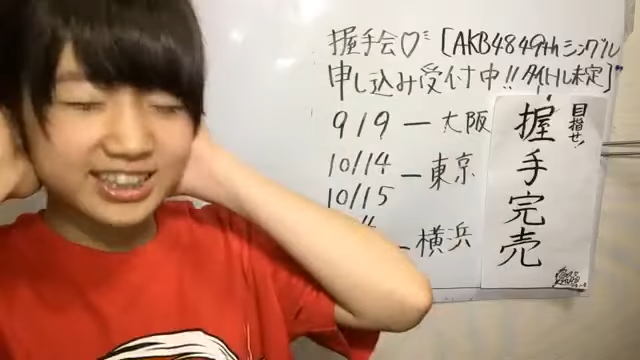 握手会♡ [AKB48 49thシングル
申し込み受付中!! タイトル未定]
9/9 ー 大阪
10/14 ー 東京
10/15
ー 横浜
目指せ!
握手完売